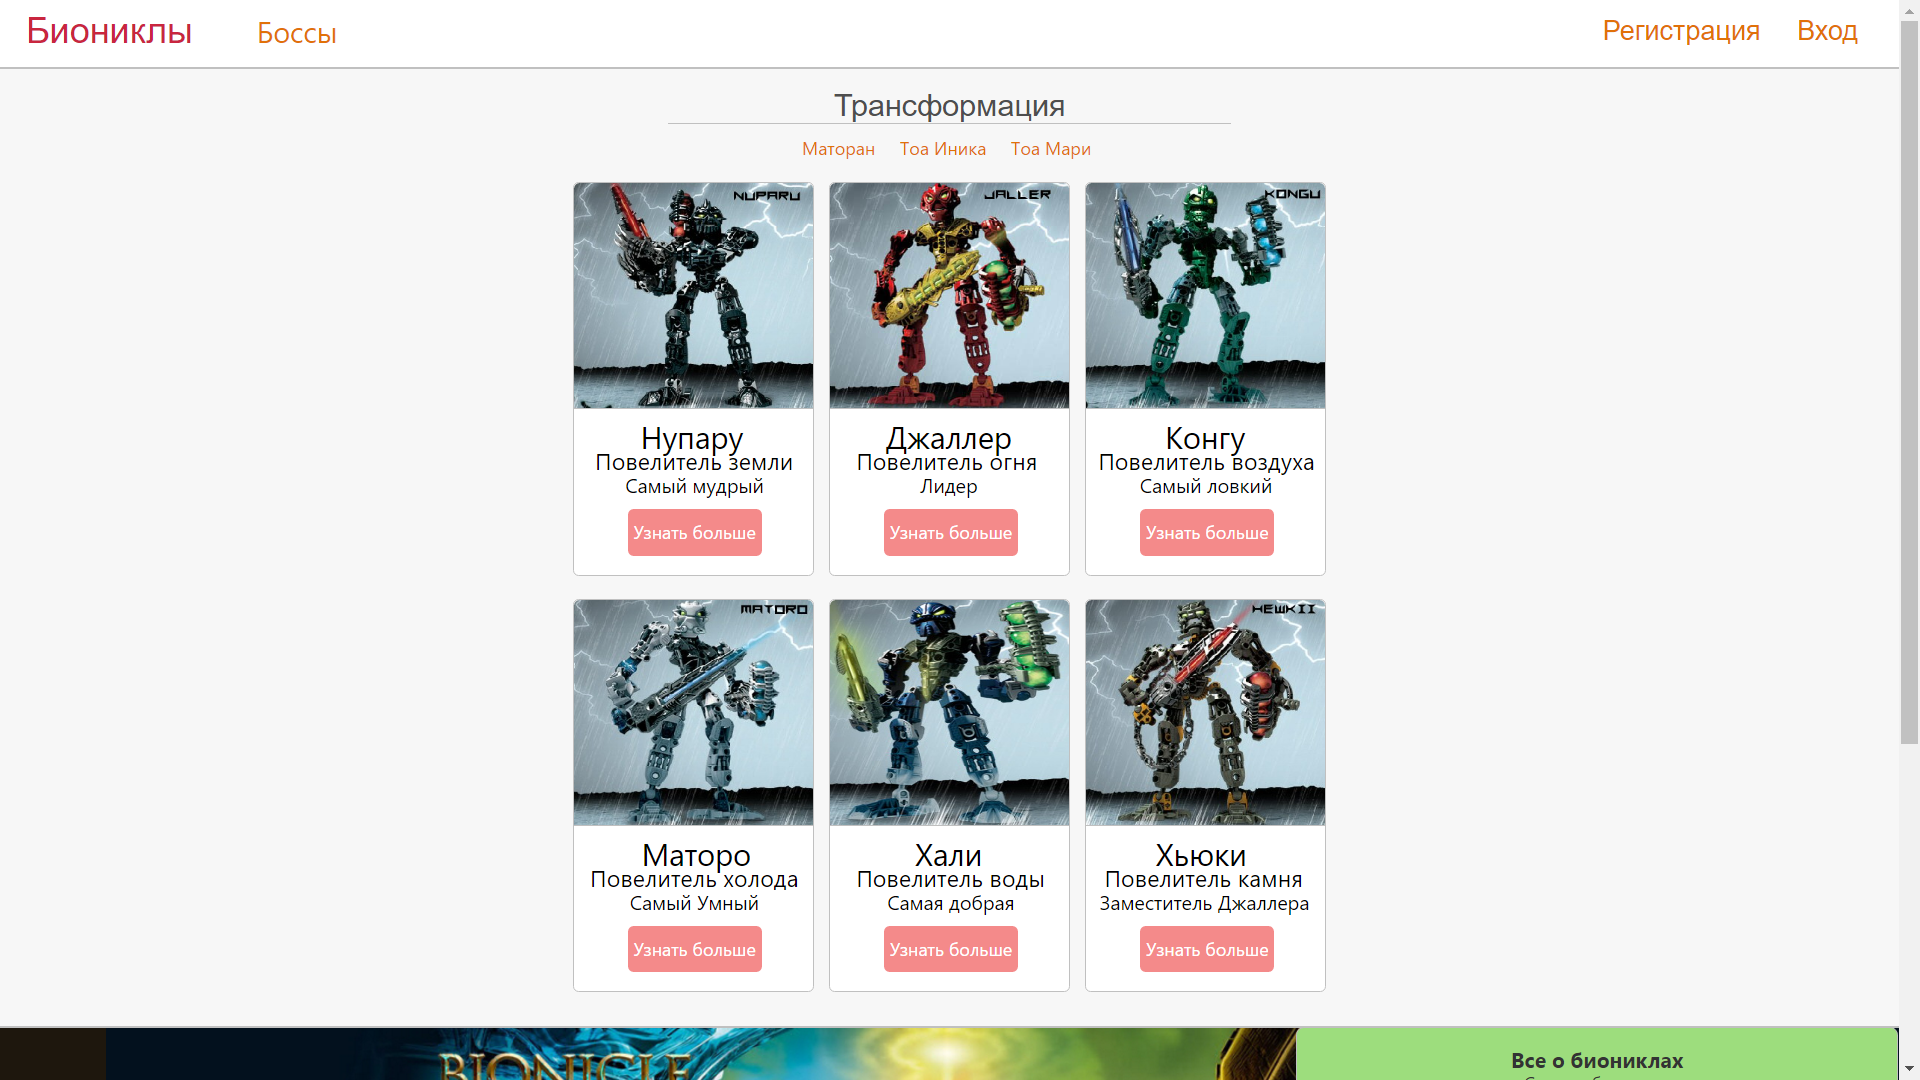 Биониклы
Боссы
Регистрация
Вход
Трансформация
Маторан
Тоа Иника
Тоа Мари
NUPARU
JALLER
KONGU
Нупару
Повелитель земли
Самый мудрый
Узнать больше
Джаллер
Повелитель огня
Лидер
Узнать больше
Конгу
Повелитель воздуха
Самый ловкий
Узнать больше
MATORO
HEWKII
Маторо
Повелитель холода
Самый Умный
Узнать больше
Хали
Повелитель воды
Самая добрая
Узнать больше
Хьюки
Повелитель камня
Заместитель Джаллера
Узнать больше
BIONICLE
Все о биониклах